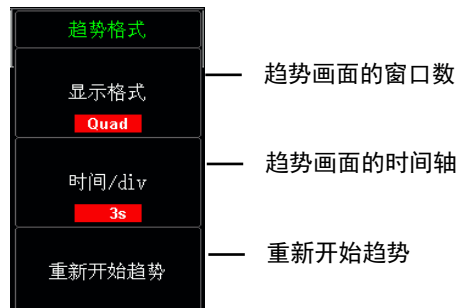 趋势格式
显示格式
Quad
趋势画面的窗口数
时间/div
3s
趋势画面的时间轴
重新开始趋势
重新开始趋势